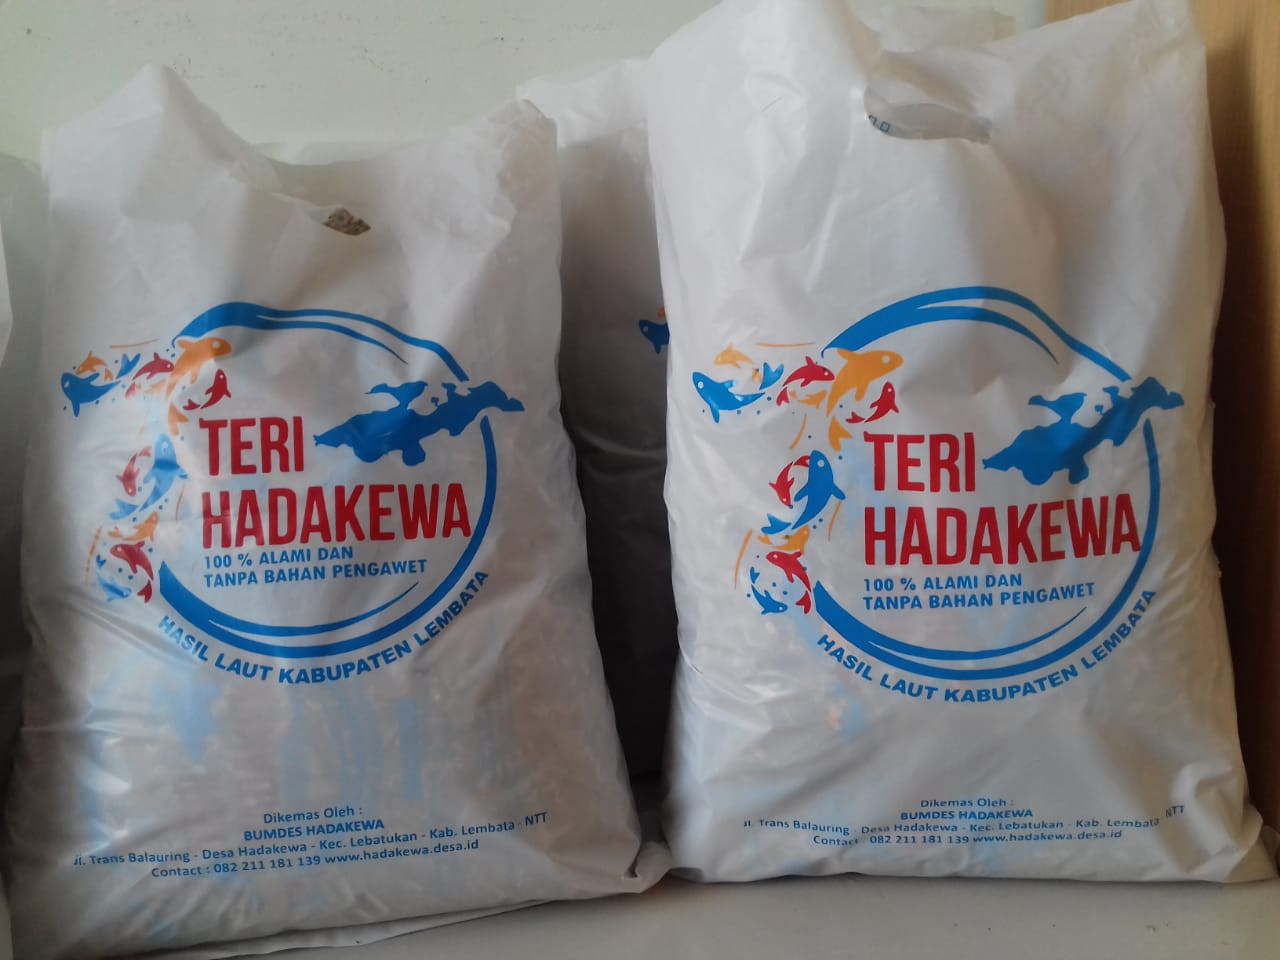 TERI
HADAKEWA
100 % ALAMI DAN
TANPA BAHAN PENGAWET
HASIL LAUT KABUPATEN LEMBATA
Dikemas Oleh :
BUMDES HADAKEWA
Jl. Trans Balauring - Desa Hadakewa - Kec. Lebatukan - Kab. Lembata - NTT
Contact : 082 211 181 139 www.hadakewa.desa.id
TERI
HADAKEWA
100 % ALAMI DAN
TANPA BAHAN PENGAWET
HASIL LAUT KABUPATEN LEMBATA
Dikemas Oleh :
BUMDES HADAKEWA
Jl. Trans Balauring - Desa Hadakewa - Kec. Lebatukan - Kab. Lembata - NTT
Contact : 082 211 181 139 www.hadakewa.desa.id